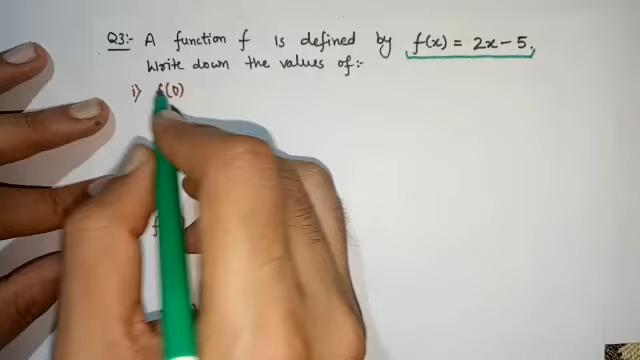 Q3:- A function f is defined by f(x) = 2x - 5,
Write down the values of:-
i) f(0)